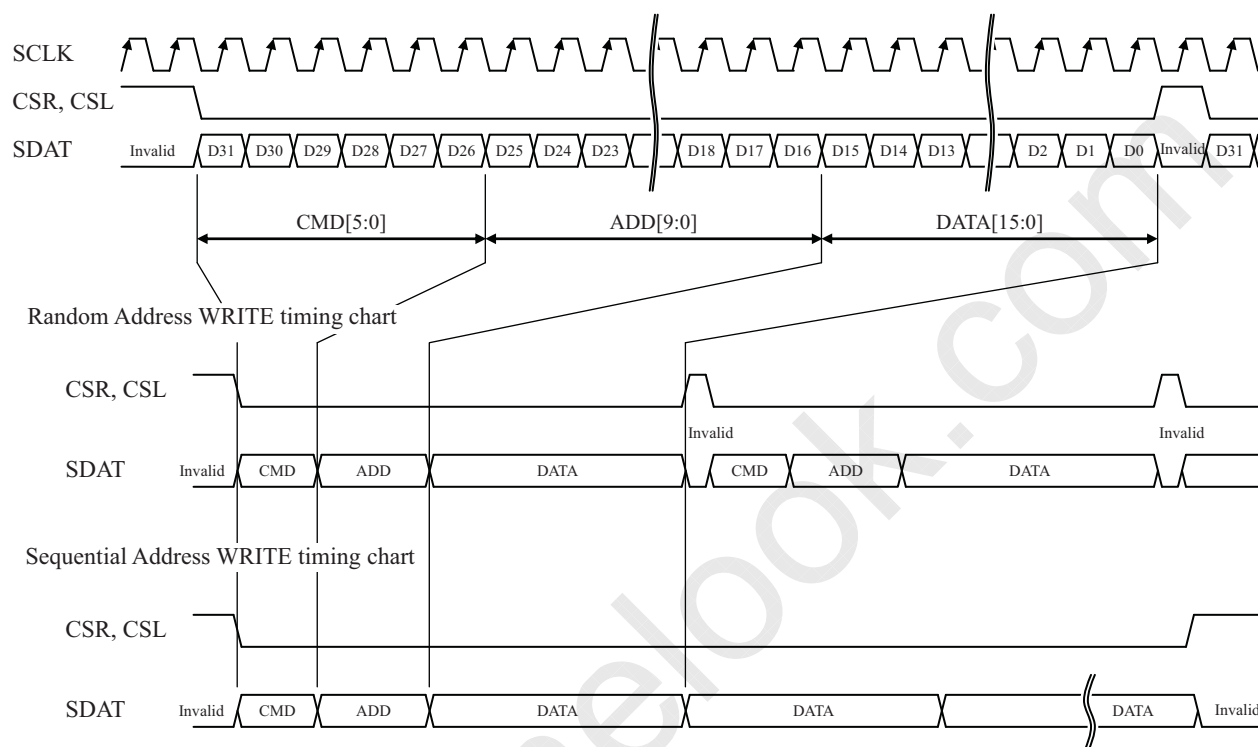 SCLK
CSR, CSL
SDAT Invalid D31 D30 D29 D28 D27 D26 D25 D24 D23 D18 D17 D16 D15 D14 D13 D2 D1 D0 Invalid D31
CMD[5:0] ADD[9:0] DATA[15:0]
Random Address WRITE timing chart
CSR, CSL
Invalid Invalid
SDAT Invalid CMD ADD DATA CMD ADD DATA
Sequential Address WRITE timing chart
CSR, CSL
SDAT Invalid CMD ADD DATA DATA DATA Invalid
elook.com